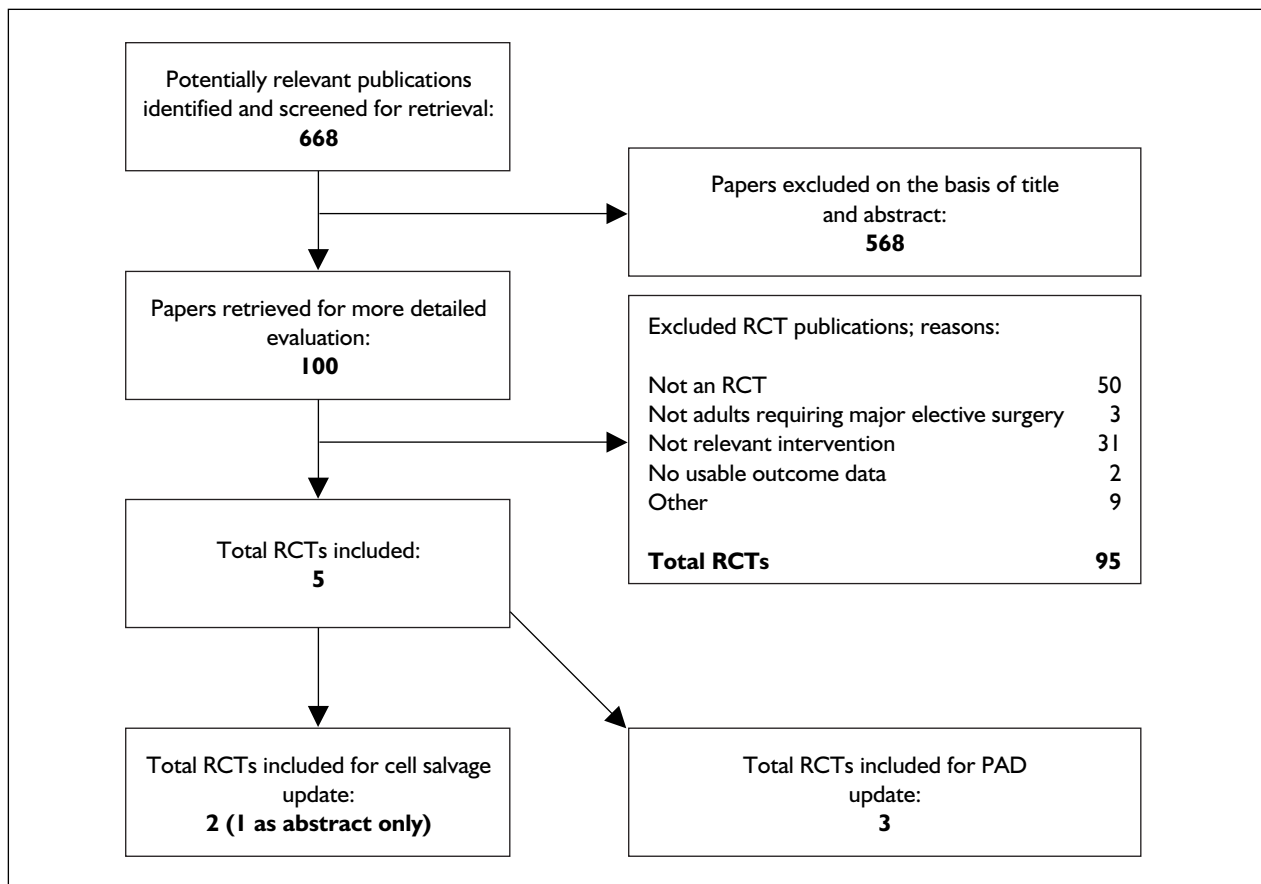 Potentially relevant publications
identified and screened for retrieval:
668
Papers excluded on the basis of title
and abstract:
568
Papers retrieved for more detailed
evaluation:
100
Excluded RCT publications; reasons:
Not an RCT 50
Not adults requiring major elective surgery 3
Not relevant intervention 31
No usable outcome data 2
Other 9
Total RCTs 95
Total RCTs included:
5
Total RCTs included for cell salvage
update:
2 (1 as abstract only)
Total RCTs included for PAD
update:
3